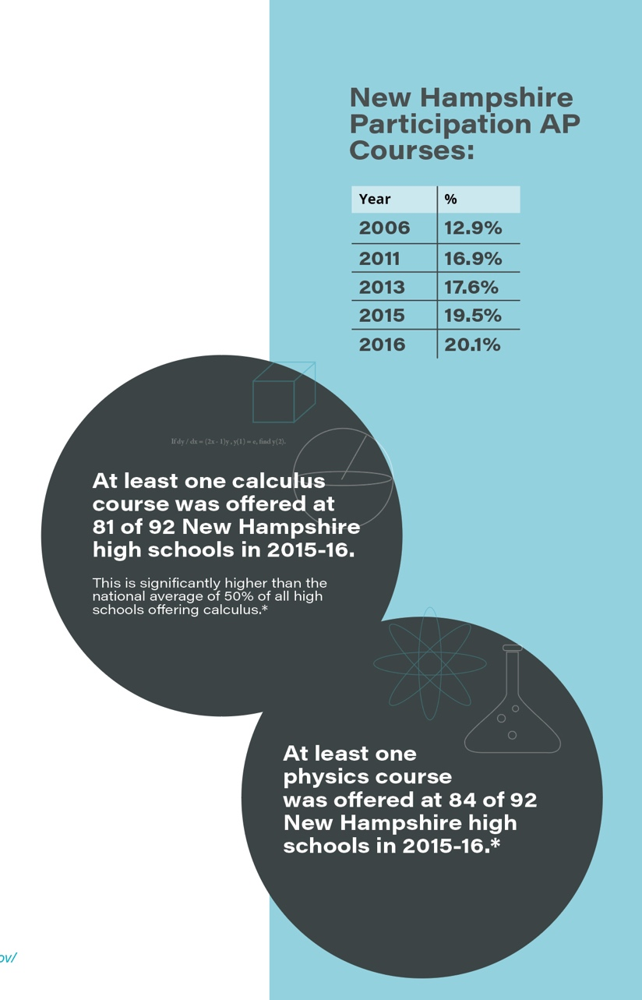 New Hampshire
Participation AP
Courses:
Year %
2006 12.9%
2011 16.9%
2013 17.6%
2015 19.5%
2016 20.1%
If dy / dx = (2x - 1)y , y(1) = e, find y(2).
At least one calculus
course was offered at
81 of 92 New Hampshire
high schools in 2015-16.
This is significantly higher than the
national average of 50% of all high
schools offering calculus.*
At least one
physics course
was offered at 84 of 92
New Hampshire high
schools in 2015-16.*
ov/